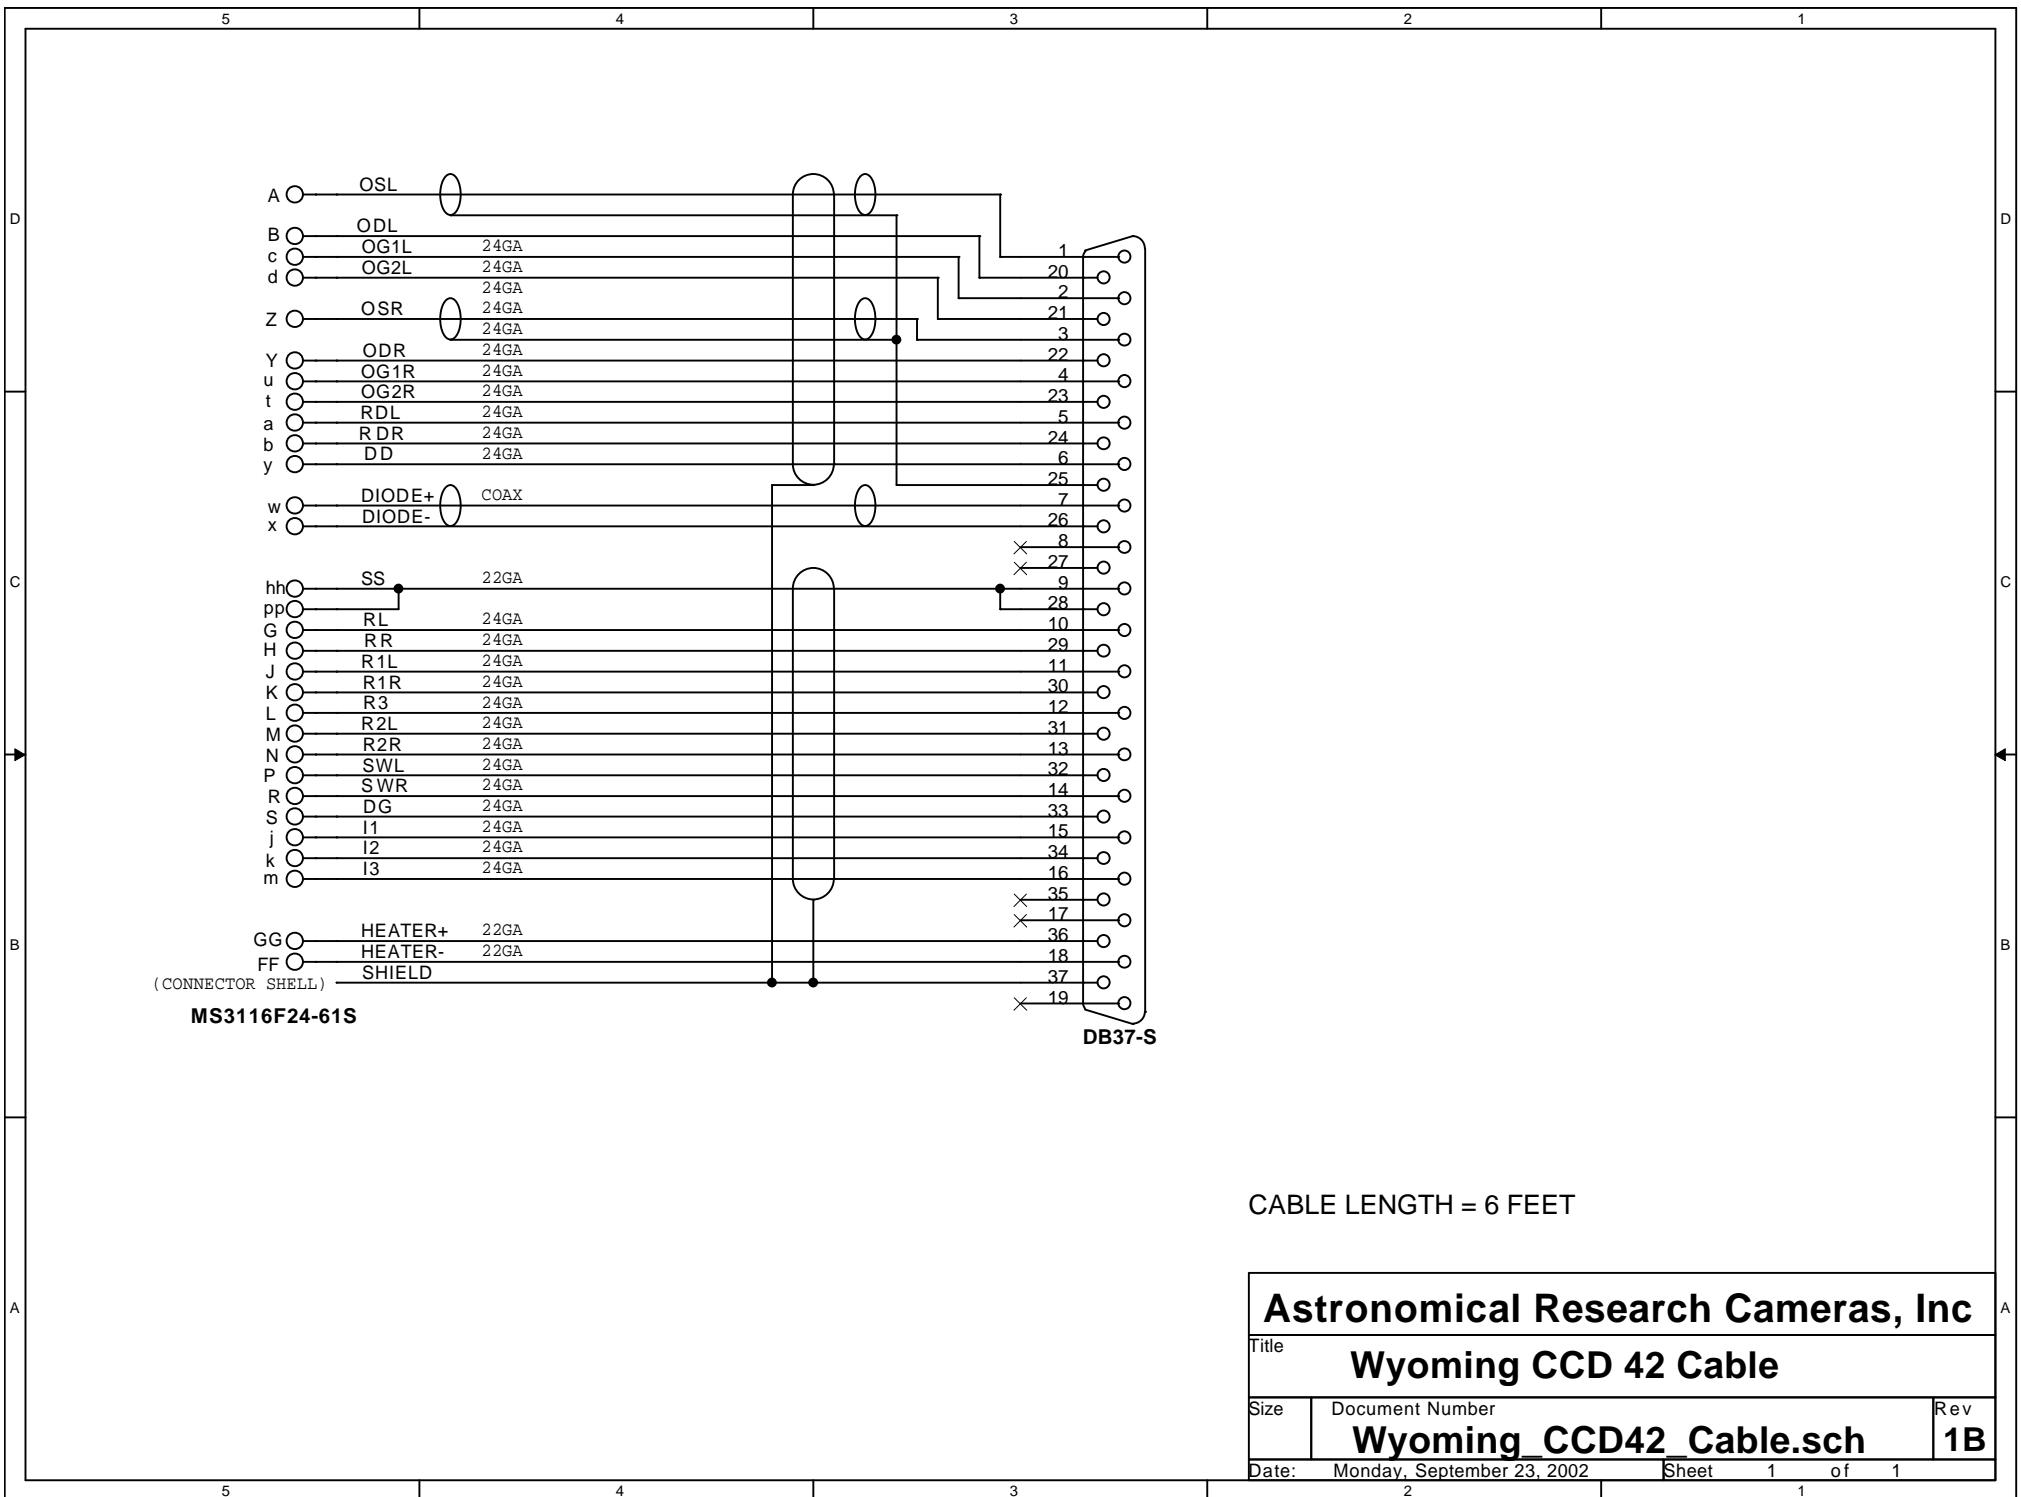 5 4 3 2 1
D D
C C
B B
A A
A OSL
B ODL
c OG1L 24GA
d OG2L 24GA
24GA
Z OSR 24GA
24GA
Y ODR 24GA
u OG1R 24GA
t OG2R 24GA
a RDL 24GA
b RDR 24GA
y DD 24GA
w DIODE+ COAX
x DIODE-
hh SS 22GA
pp
G RL 24GA
H RR 24GA
J R1L 24GA
K R1R 24GA
L R3 24GA
M R2L 24GA
N R2R 24GA
P SWL 24GA
R SWR 24GA
S DG 24GA
j I1 24GA
k I2 24GA
m I3 24GA
GG HEATER+ 22GA
FF HEATER- 22GA
(CONNECTOR SHELL) SHIELD
MS3116F24-61S
1
20
2
21
3
22
4
23
5
24
6
25
7
26
8
27
9
28
10
29
11
30
12
31
13
32
14
33
15
34
16
35
17
36
18
37
19
DB37-S
CABLE LENGTH = 6 FEET
Astronomical Research Cameras, Inc
Title
Wyoming CCD 42 Cable
Size Document Number Rev
Wyoming_CCD42_Cable.sch 1B
Date: Monday, September 23, 2002 Sheet 1 of 1
5 4 3 2 1